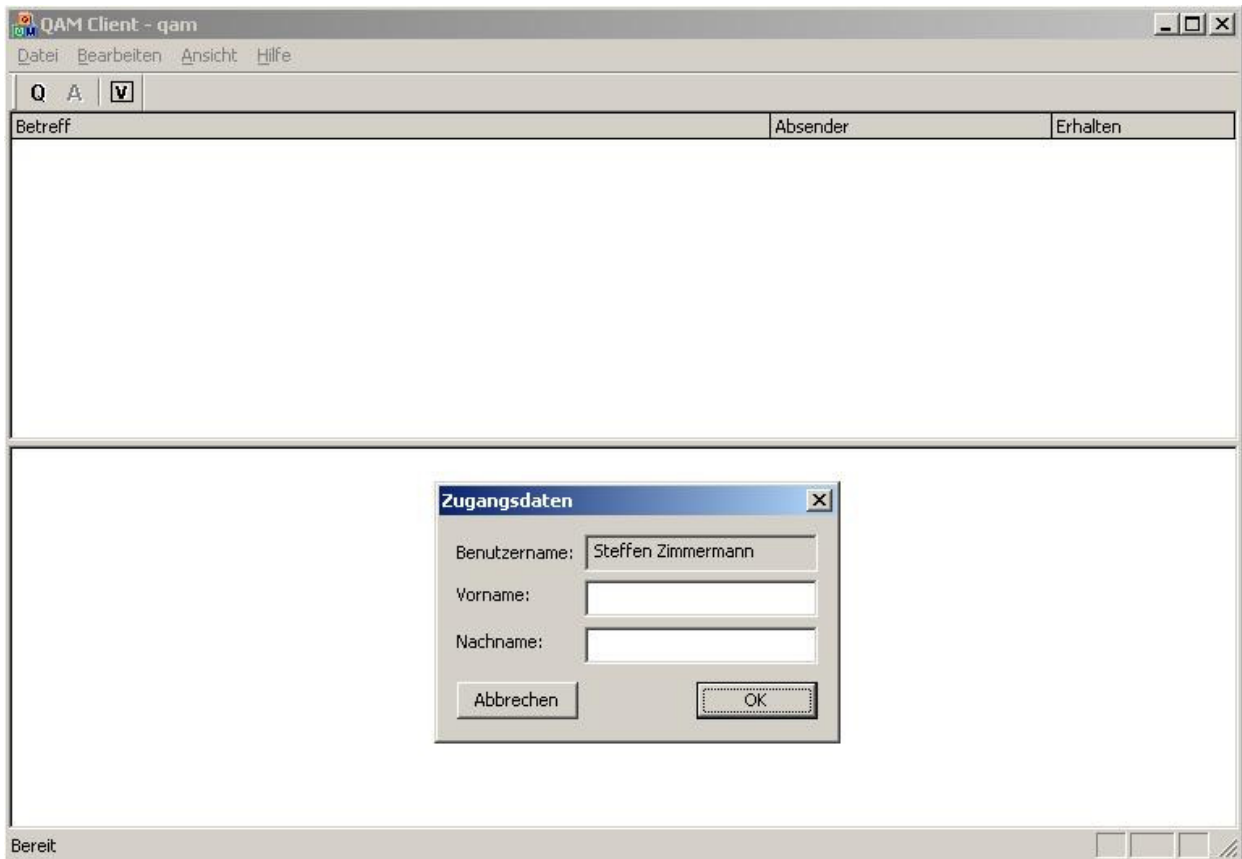 QAM Client - qam
Datei Bearbeiten Ansicht Hilfe
Q A V
Betreff Absender Erhalten
Zugangsdaten
Benutzername: Steffen Zimmermann
Vorname:
Nachname:
Abbrechen OK
Bereit